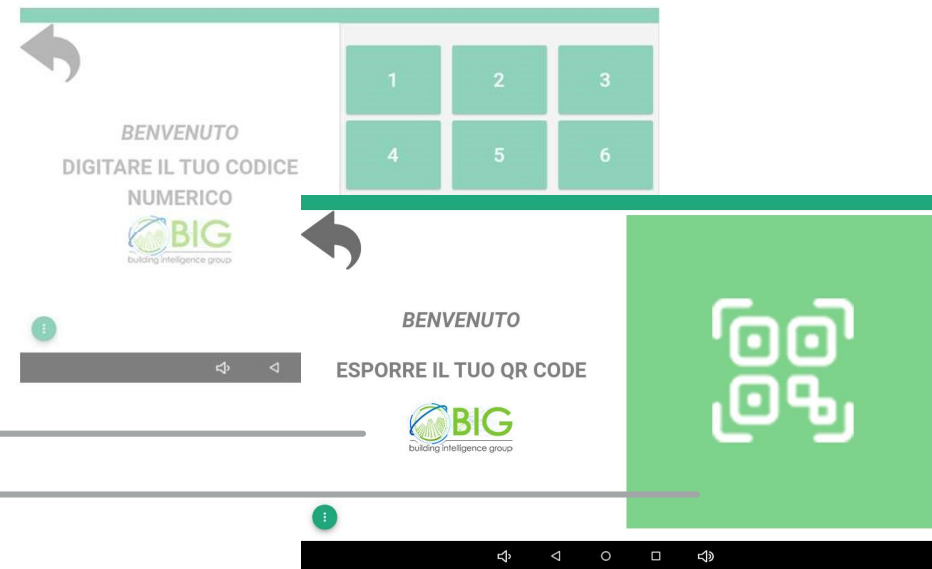 1 2 3
4 5 6
BENVENUTO
DIGITARE IL TUO CODICE
NUMERICO
BIG
building intelligence group
BENVENUTO
ESPORRE IL TUO QR CODE
BIG
building intelligence group